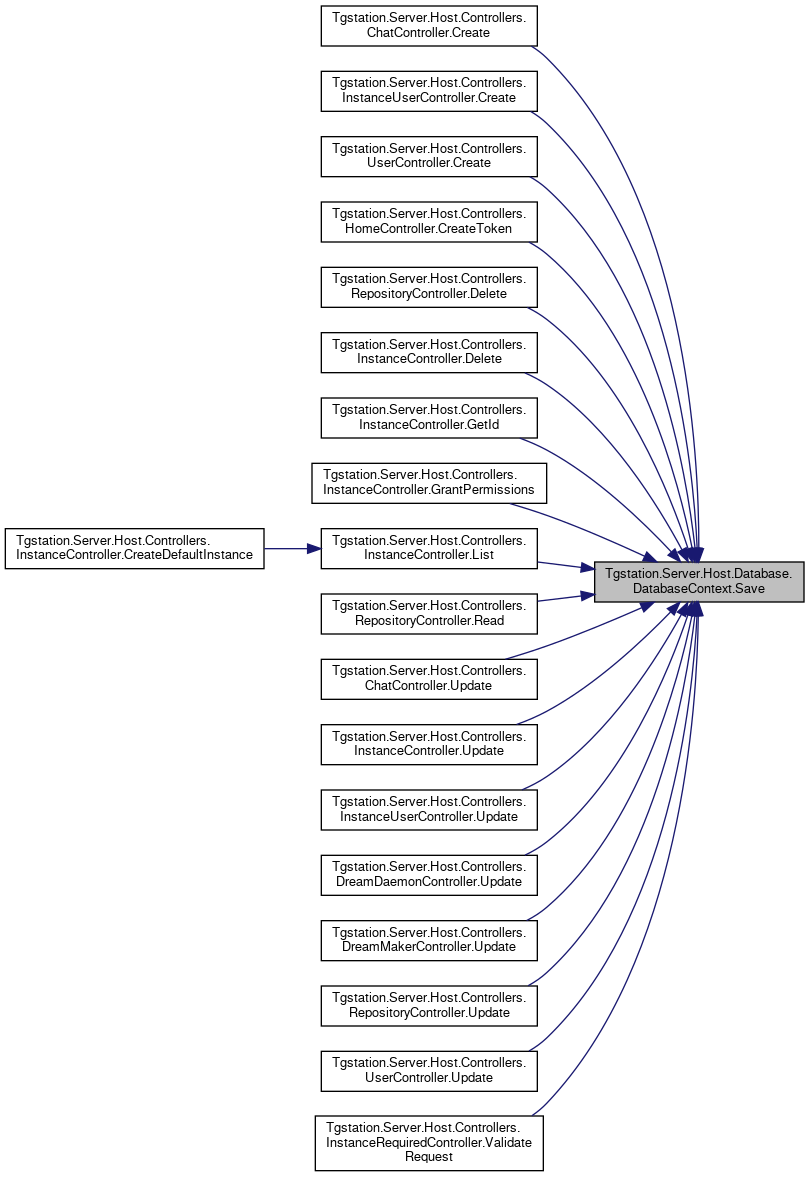 Tgstation.Server.Host.Controllers.
ChatController.Create
Tgstation.Server.Host.Controllers.
InstanceUserController.Create
Tgstation.Server.Host.Controllers.
UserController.Create
Tgstation.Server.Host.Controllers.
HomeController.CreateToken
Tgstation.Server.Host.Controllers.
RepositoryController.Delete
Tgstation.Server.Host.Controllers.
InstanceController.Delete
Tgstation.Server.Host.Controllers.
InstanceController.GetId
Tgstation.Server.Host.Controllers.
InstanceController.GrantPermissions
Tgstation.Server.Host.Controllers.
InstanceController.CreateDefaultInstance
Tgstation.Server.Host.Controllers.
InstanceController.List
Tgstation.Server.Host.Database.
DatabaseContext.Save
Tgstation.Server.Host.Controllers.
RepositoryController.Read
Tgstation.Server.Host.Controllers.
ChatController.Update
Tgstation.Server.Host.Controllers.
InstanceController.Update
Tgstation.Server.Host.Controllers.
InstanceUserController.Update
Tgstation.Server.Host.Controllers.
DreamDaemonController.Update
Tgstation.Server.Host.Controllers.
DreamMakerController.Update
Tgstation.Server.Host.Controllers.
RepositoryController.Update
Tgstation.Server.Host.Controllers.
UserController.Update
Tgstation.Server.Host.Controllers.
InstanceRequiredController.Validate
Request